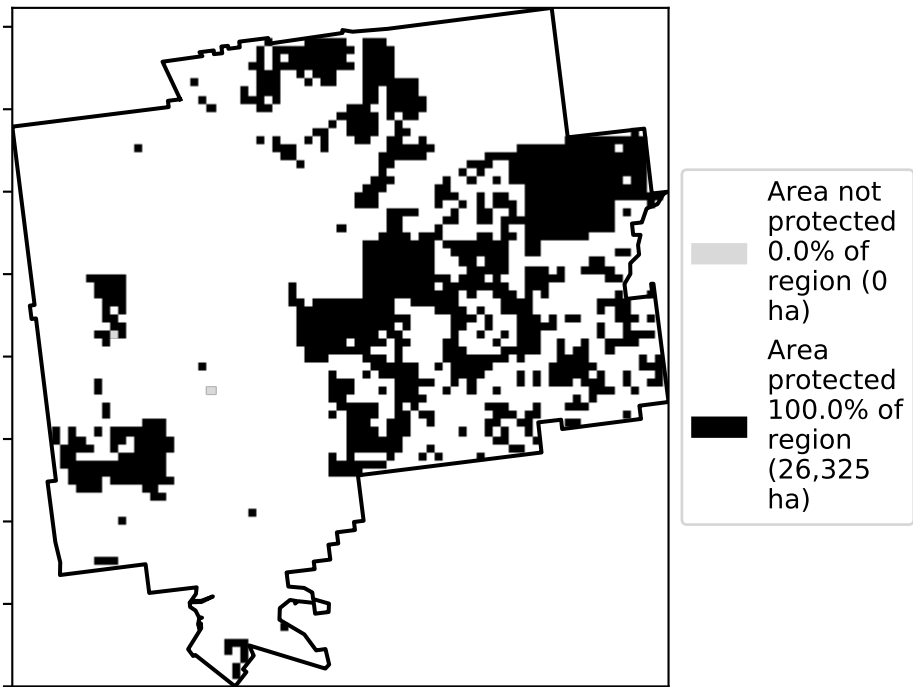 Area not
protected
0.0% of
region (0
ha)
Area
protected
100.0% of
region
(26,325
ha)